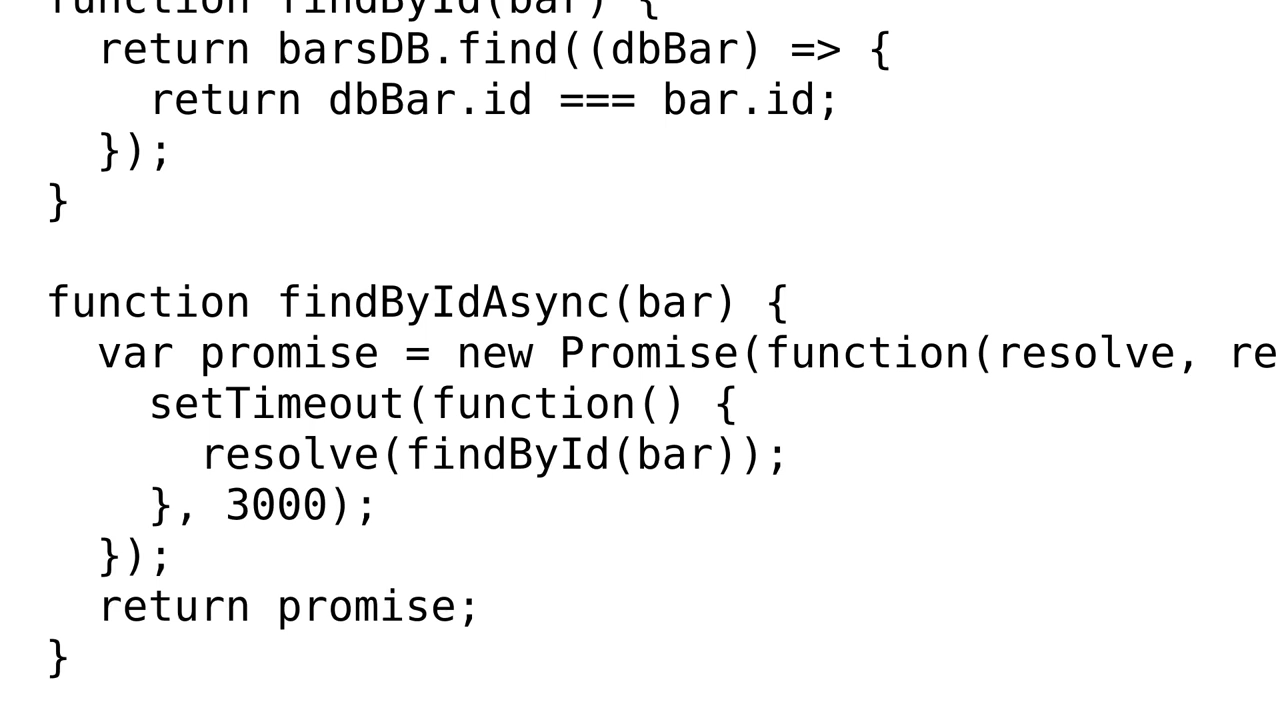 function findById(bar) {
  return barsDB.find((dbBar) => {
    return dbBar.id === bar.id;
  });
}

function findByIdAsync(bar) {
  var promise = new Promise(function(resolve, re
    setTimeout(function() {
      resolve(findById(bar));
    }, 3000);
  });
  return promise;
}